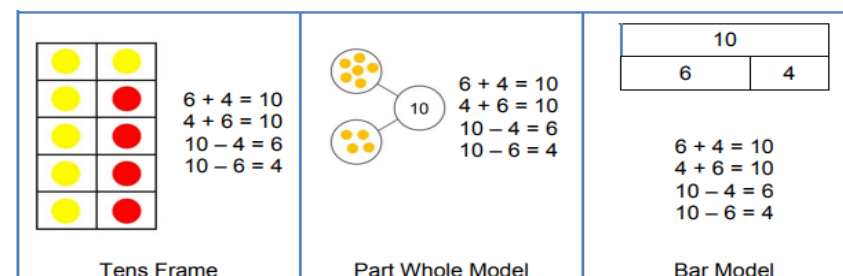 6 + 4 = 10
4 + 6 = 10
10 – 4 = 6
10 – 6 = 4
Tens Frame
10
6 + 4 = 10
4 + 6 = 10
10 – 4 = 6
10 – 6 = 4
Part Whole Model
10
6 4
6 + 4 = 10
4 + 6 = 10
10 – 4 = 6
10 – 6 = 4
Bar Model